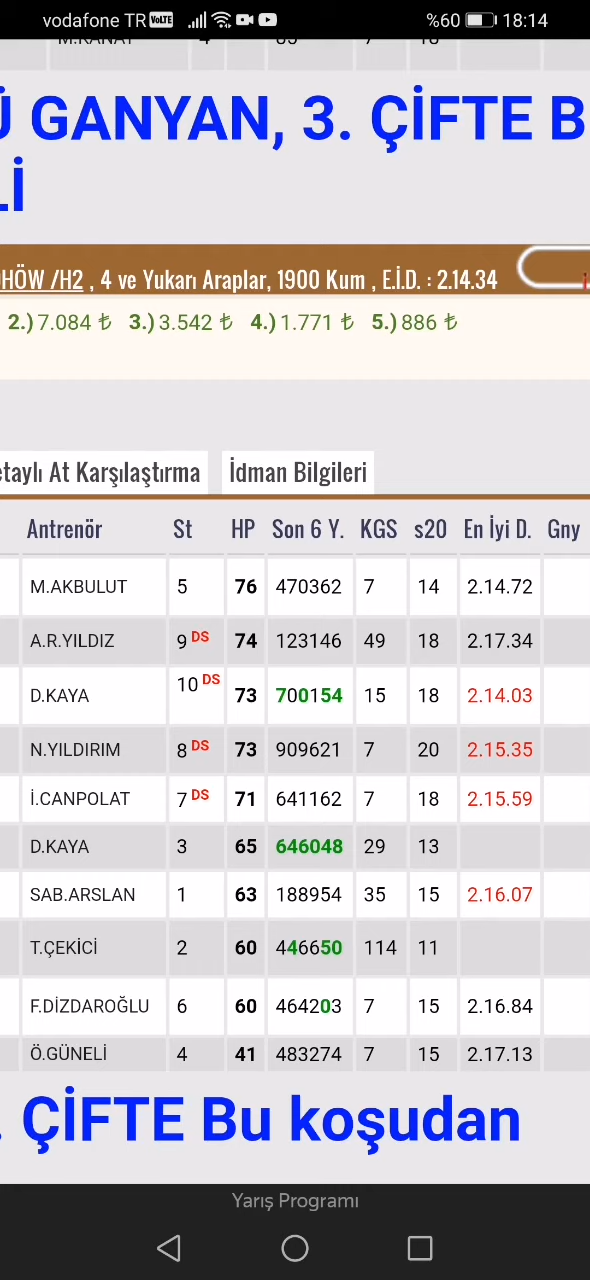 vodafone TR VoLTE %60 18:14
M.KANAT 4 7 18
Ü GANYAN, 3. ÇİFTE B
Lİ
HÖW /H2 , 4 ve Yukarı Araplar, 1900 Kum , E.İ.D. : 2.14.34
2.) 7.084 ₺ 3.) 3.542 ₺ 4.) 1.771 ₺ 5.) 886 ₺
etaylı At Karşılaştırma İdman Bilgileri
Antrenör St HP Son 6 Y. KGS s20 En İyi D. Gny
M.AKBULUT 5 76 470362 7 14 2.14.72
A.R.YILDIZ 9 DS 74 123146 49 18 2.17.34
D.KAYA 10 DS 73 700154 15 18 2.14.03
N.YILDIRIM 8 DS 73 909621 7 20 2.15.35
İ.CANPOLAT 7 DS 71 641162 7 18 2.15.59
D.KAYA 3 65 646048 29 13
SAB.ARSLAN 1 63 188954 35 15 2.16.07
T.ÇEKİCİ 2 60 446650 114 11
F.DİZDAROĞLU 6 60 464203 7 15 2.16.84
Ö.GÜNELİ 4 41 483274 7 15 2.17.13
. ÇİFTE Bu koşudan
Yarış Programı